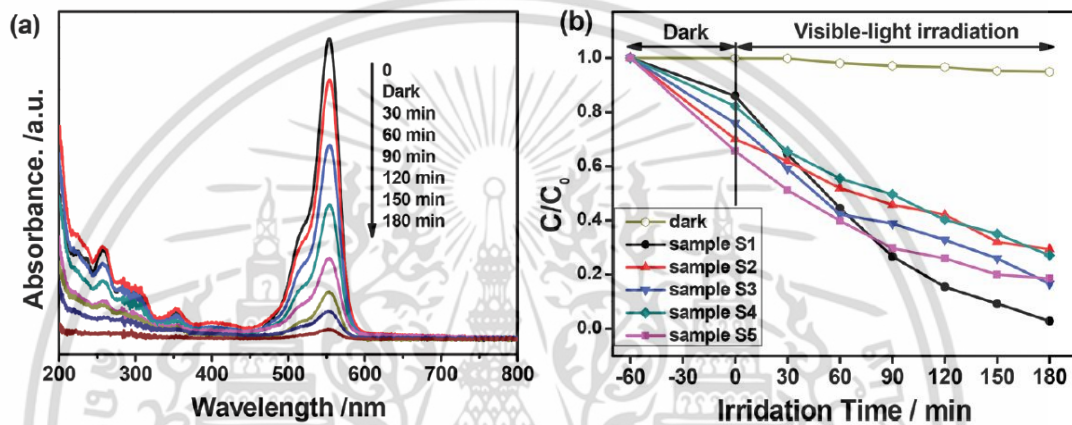 (a)
Absorbance. /a.u.
0
Dark
30 min
60 min
90 min
120 min
150 min
180 min
200 300 400 500 600 700 800
Wavelength /nm
(b)
Dark
Visible-light irradiation
C/C0
1.0
0.8
0.6
0.4
0.2
0.0
dark
sample S1
sample S2
sample S3
sample S4
sample S5
-60 -30 0 30 60 90 120 150 180
Irridation Time / min